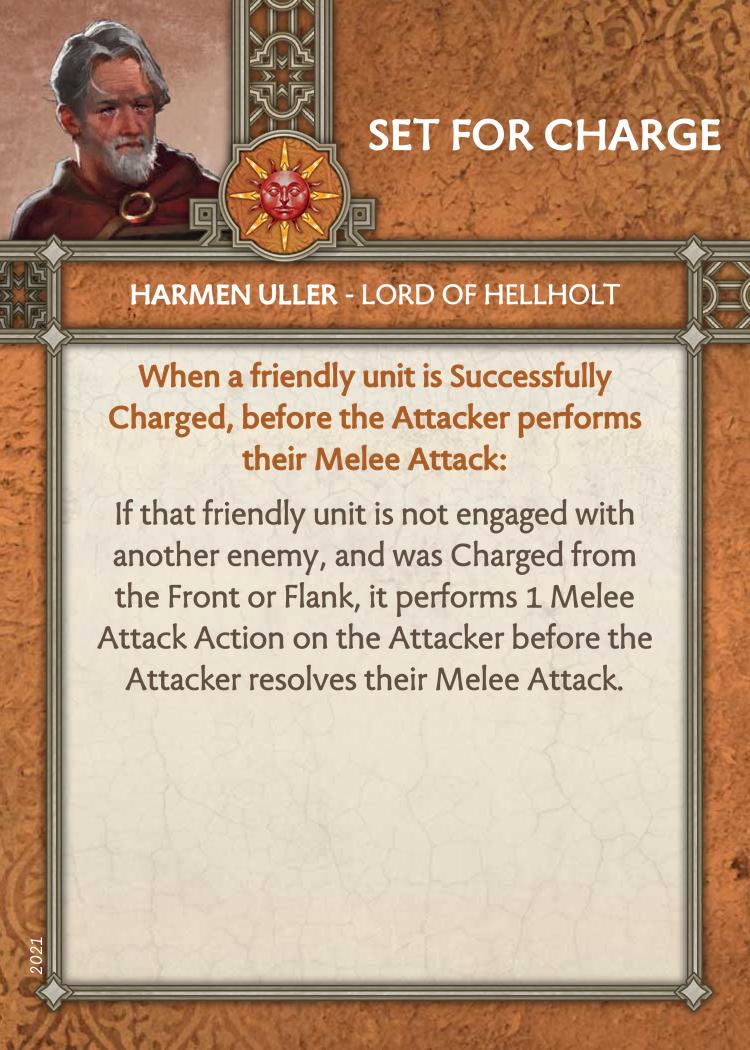 SET FOR CHARGE
HARMEN ULLER - LORD OF HELLHOLT
When a friendly unit is Successfully
Charged, before the Attacker performs
their Melee Attack:
If that friendly unit is not engaged with
another enemy, and was Charged from
the Front or Flank, it performs 1 Melee
Attack Action on the Attacker before the
Attacker resolves their Melee Attack.
2021